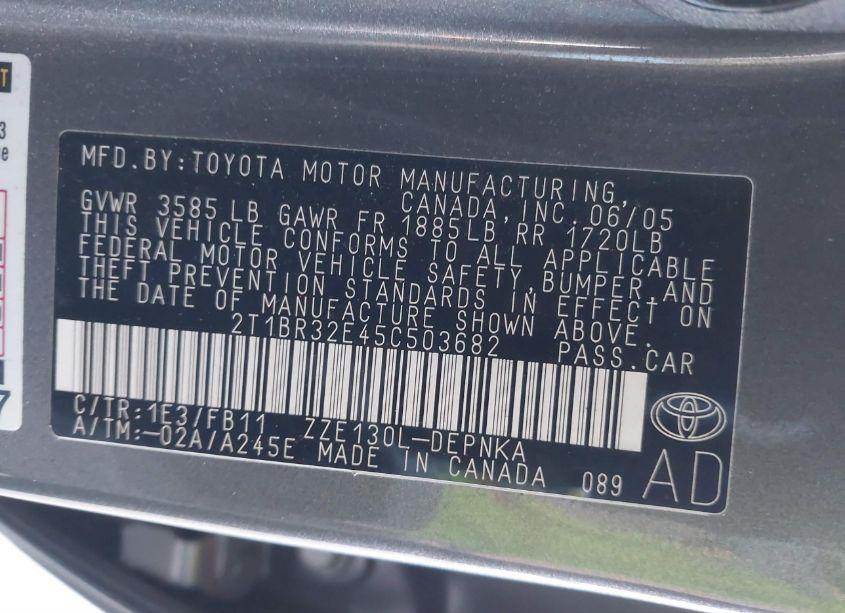 MFD.BY:TOYOTA MOTOR MANUFACTURING,
CANADA,INC. 06/05
GVWR 3585 LB GAWR FR 1885LB RR 1720LB
THIS VEHICLE CONFORMS TO ALL APPLICABLE
FEDERAL MOTOR VEHICLE SAFETY,BUMPER,AND
THEFT PREVENTION STANDARDS IN EFFECT ON
THE DATE OF MANUFACTURE SHOWN ABOVE.
2T1BR32E45C503682 PASS.CAR
C/TR:1E3/FB11 ZZE130L-DEPNKA
A/TM:-02A/A245E MADE IN CANADA 089
AD
T
3
7